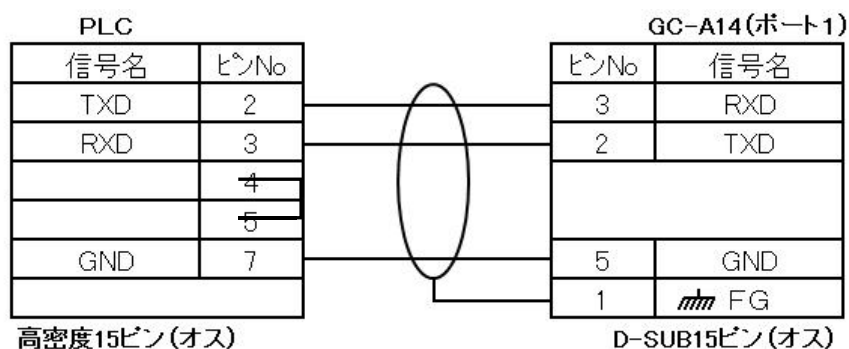 PLC GC-A14(ポート1)
信号名 ピンNo ピンNo 信号名
TXD 2 3 RXD
RXD 3 2 TXD
4
5
GND 7 5 GND
1 FG
高密度15ピン(オス) D-SUB15ピン(オス)